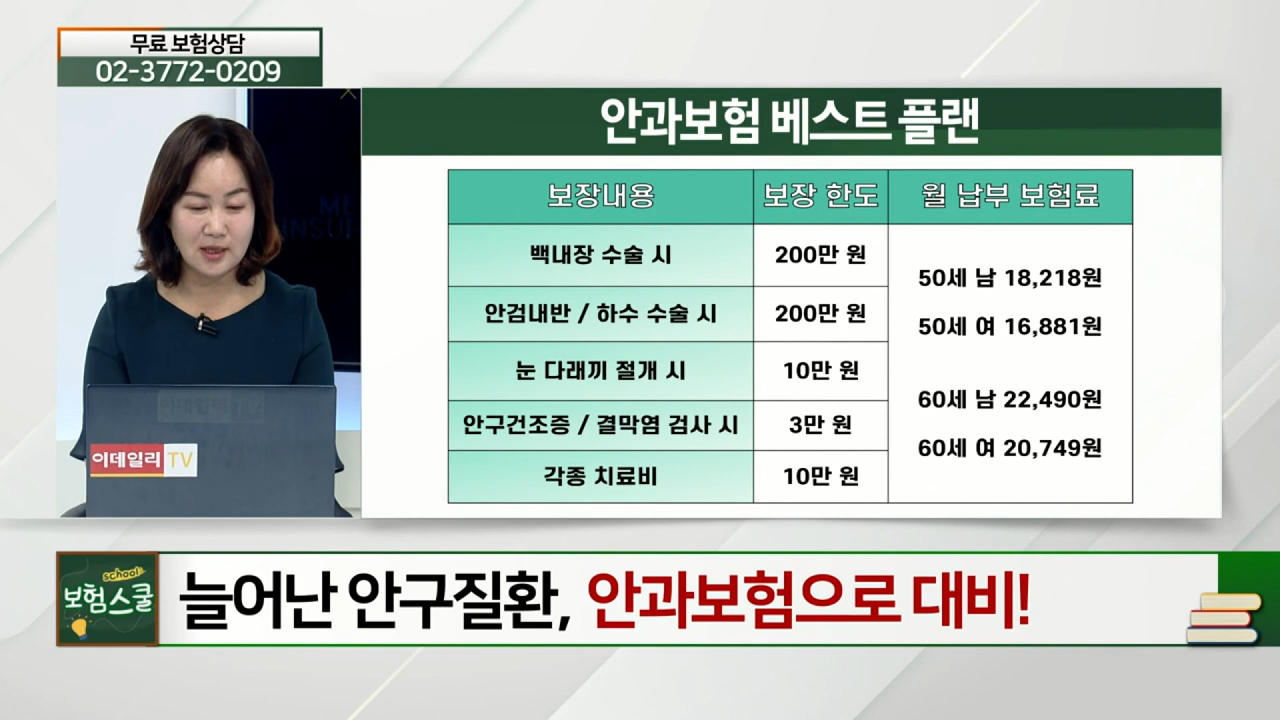 무료 보험상담
02-3772-0209
안과보험 베스트 플랜
보장내용 보장 한도 월 납부 보험료
백내장 수술 시 200만 원
안검내반 / 하수 수술 시 200만 원
눈 다래끼 절개 시 10만 원
안구건조증 / 결막염 검사 시 3만 원
각종 치료비 10만 원
50세 남 18,218원
50세 여 16,881원
60세 남 22,490원
60세 여 20,749원
이데일리 TV
school
보험스쿨
늘어난 안구질환, 안과보험으로 대비!